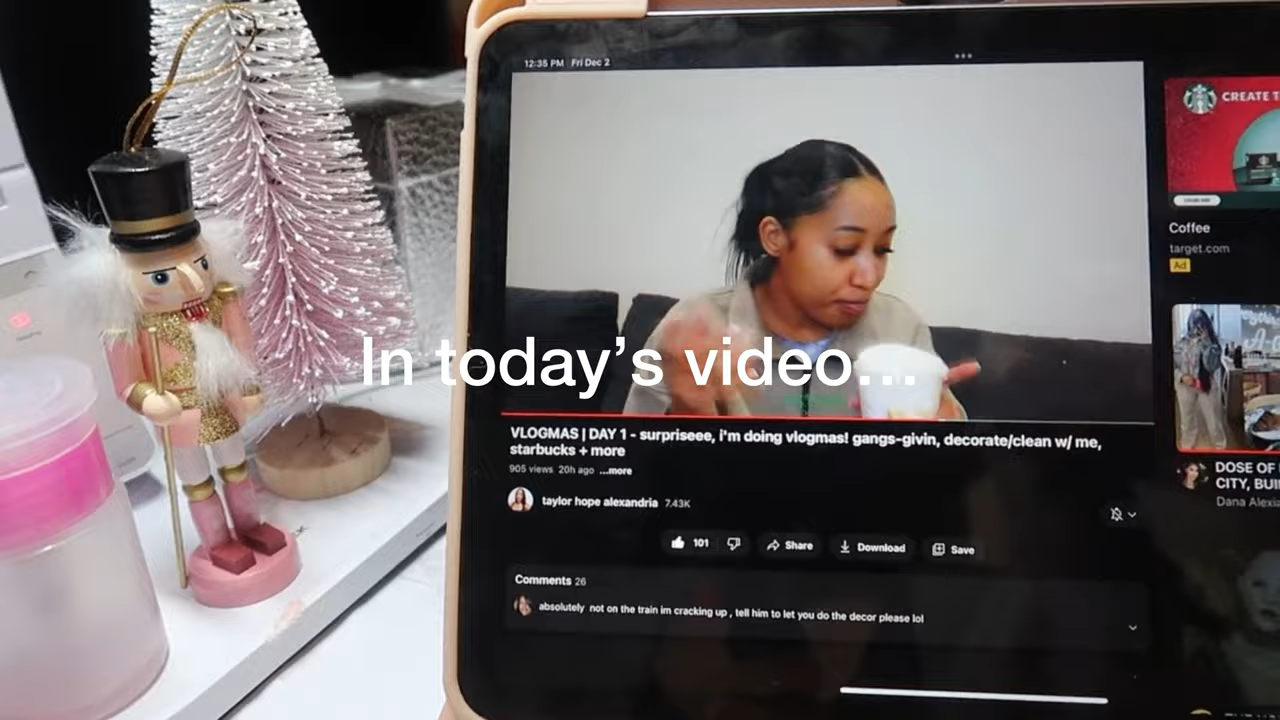 12:35 PM Fri Dec 2
CREATE
Coffee
target.com
Ad
In today's video...
VLOGMAS | DAY 1 - surpriseee, i'm doing vlogmas! gangs-givin, decorate/clean w/ me,
starbucks + more
905 views 20h ago ...more
taylor hope alexandria 7.43K
DOSE OF
CITY,
Dana
101
Share
Download
Save
Comments 26
absolutely not on the train im cracking up , tell him to let you do the decor please lol